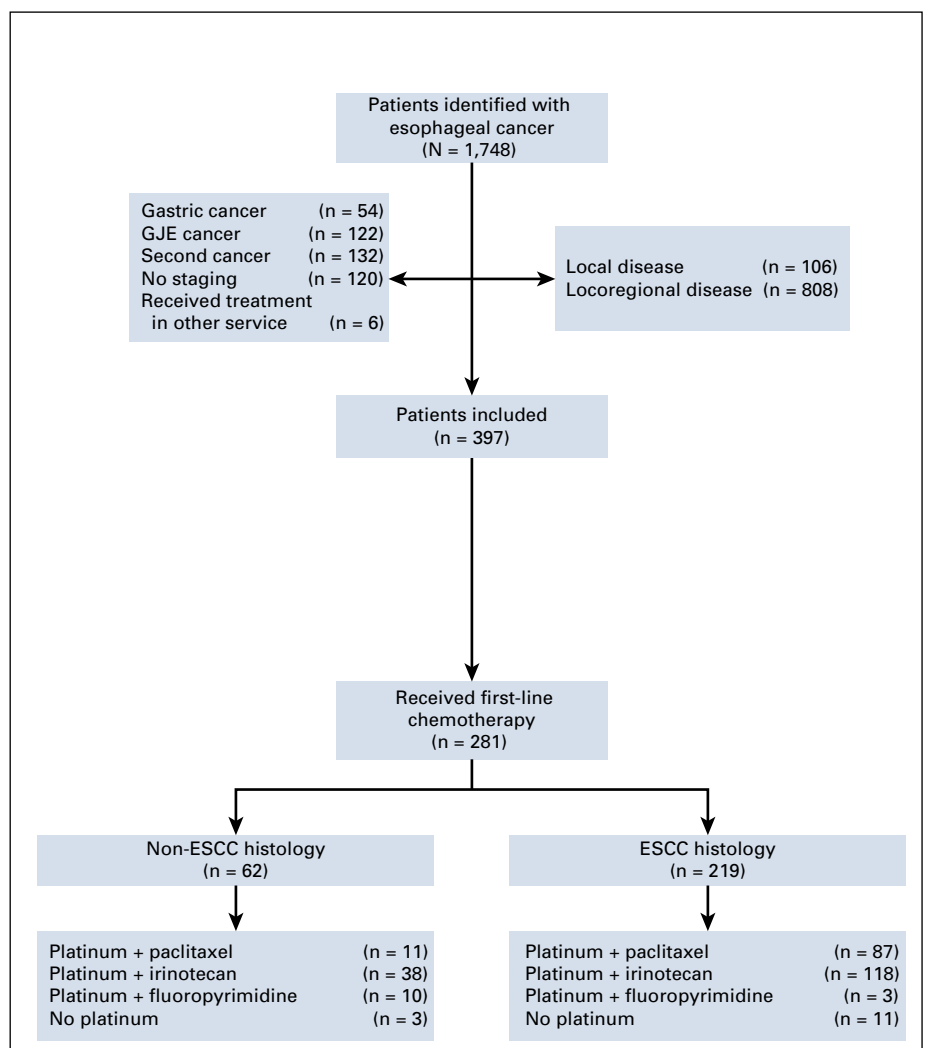 Patients identified with
esophageal cancer
(N = 1,748)
Gastric cancer (n = 54)
GJE cancer (n = 122)
Second cancer (n = 132)
No staging (n = 120)
Received treatment
in other service (n = 6)
Local disease (n = 106)
Locoregional disease (n = 808)
Patients included
(n = 397)
Received first-line
chemotherapy
(n = 281)
Non-ESCC histology
(n = 62)
Platinum + paclitaxel (n = 11)
Platinum + irinotecan (n = 38)
Platinum + fluoropyrimidine (n = 10)
No platinum (n = 3)
ESCC histology
(n = 219)
Platinum + paclitaxel (n = 87)
Platinum + irinotecan (n = 118)
Platinum + fluoropyrimidine (n = 3)
No platinum (n = 11)